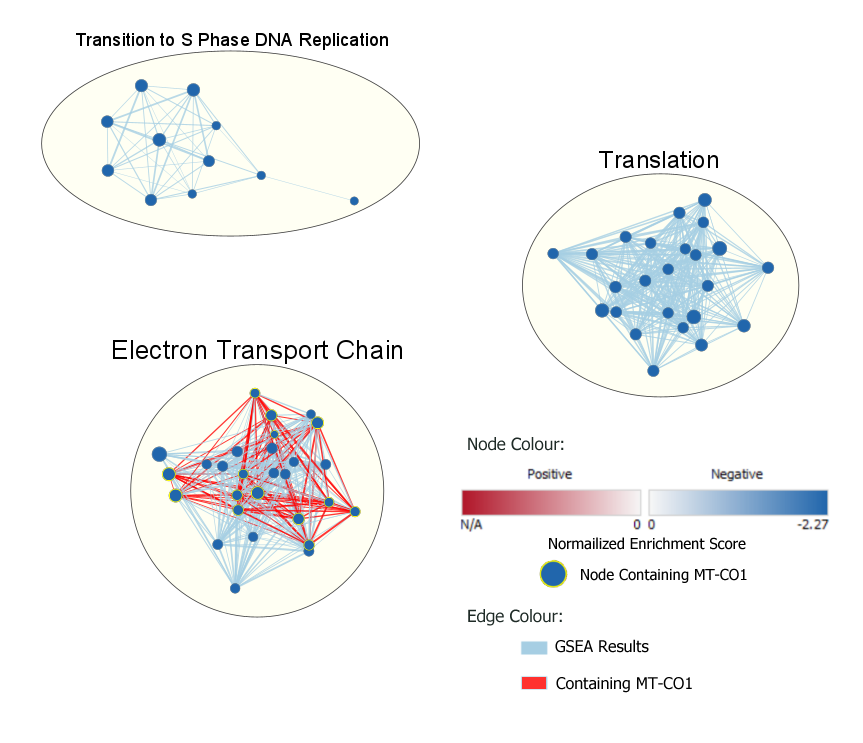 Transition to S Phase DNA Replication
Translation
Electron Transport Chain
Node Colour:
Positive Negative
N/A 0 0 -2.27
Normailized Enrichment Score
Node Containing MT-CO1
Edge Colour:
GSEA Results
Containing MT-CO1